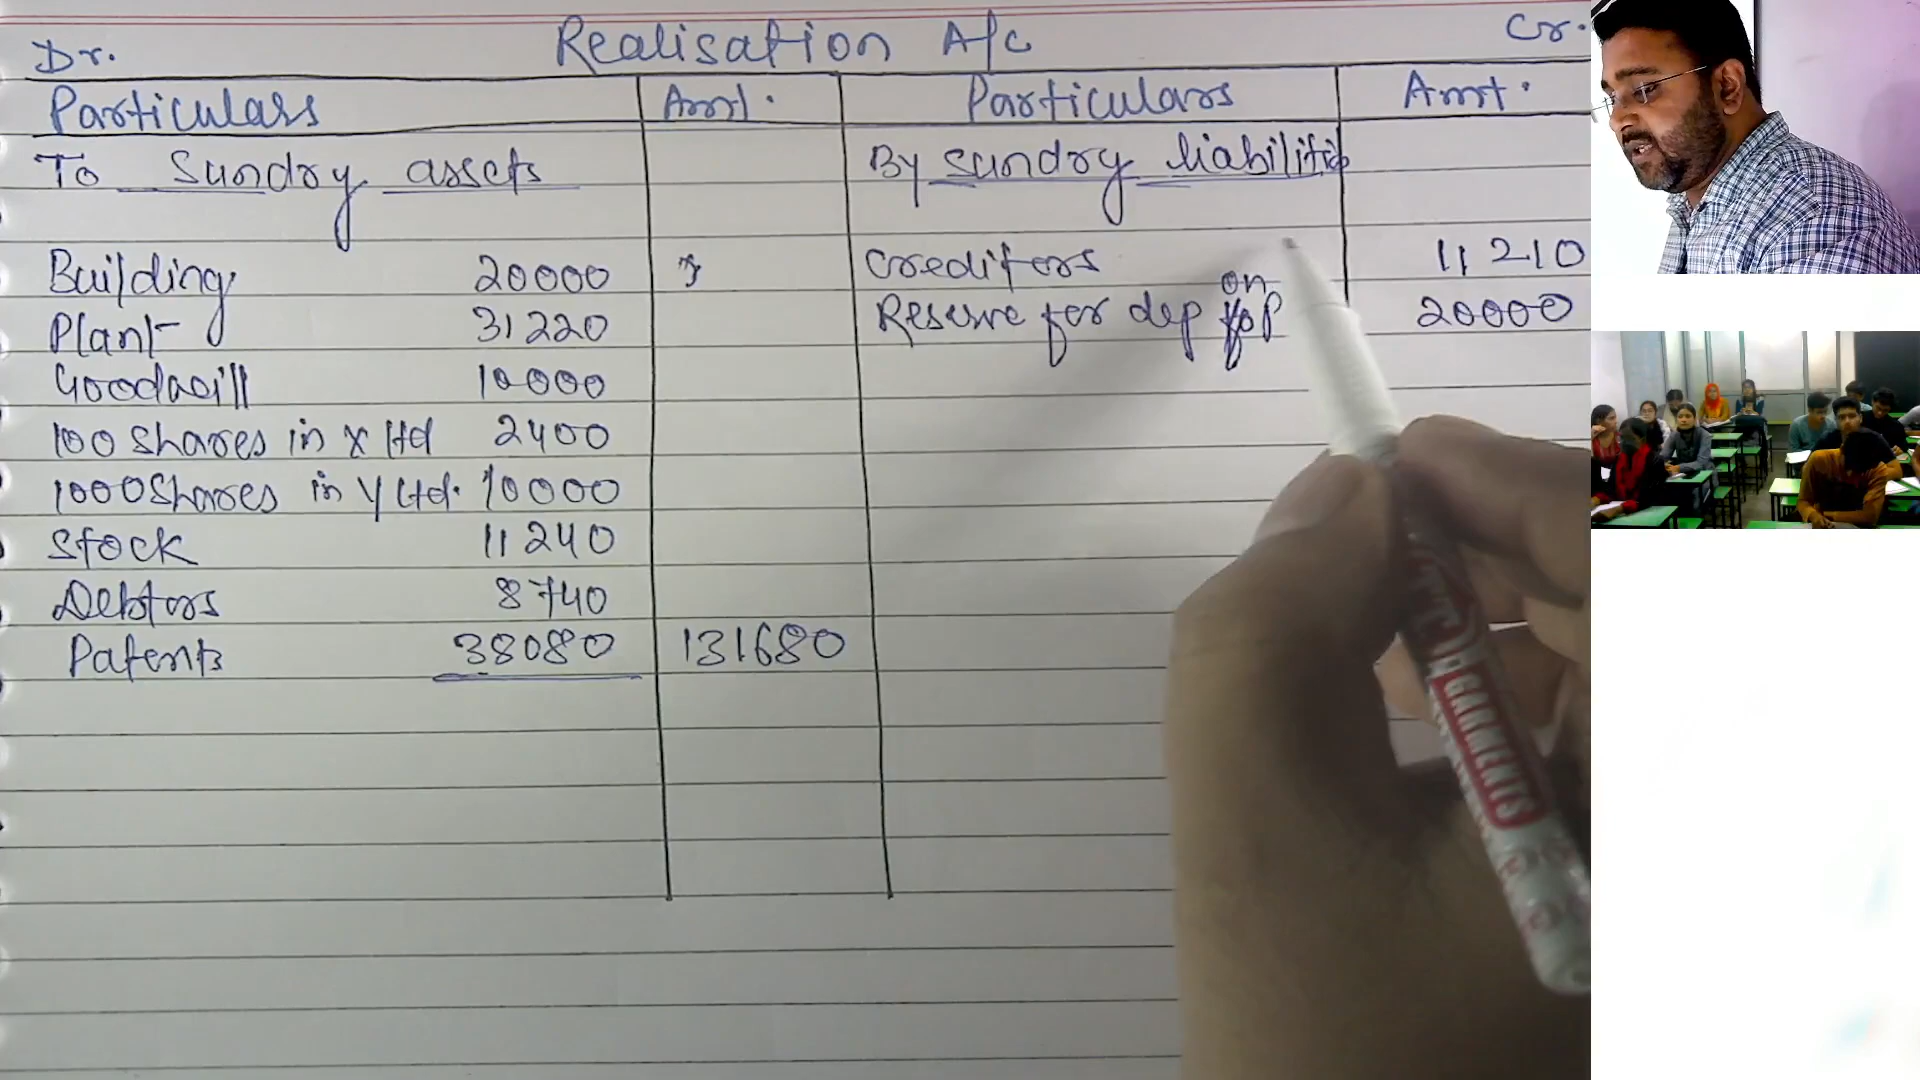 Dr. Realisation A/c Cr.
Particulars Amt. Particulars Amt.
To Sundry assets By sundry liabilities
Building 20000 Creditors 11210
Plant 31220 Reserve for dep on 20000
Goodwill 10000
100 shares in X ltd 2400
1000 Shares in Y Ltd. 10000
Stock 11240
Debtors 8740
Patents 38080 131680
GARMENTS